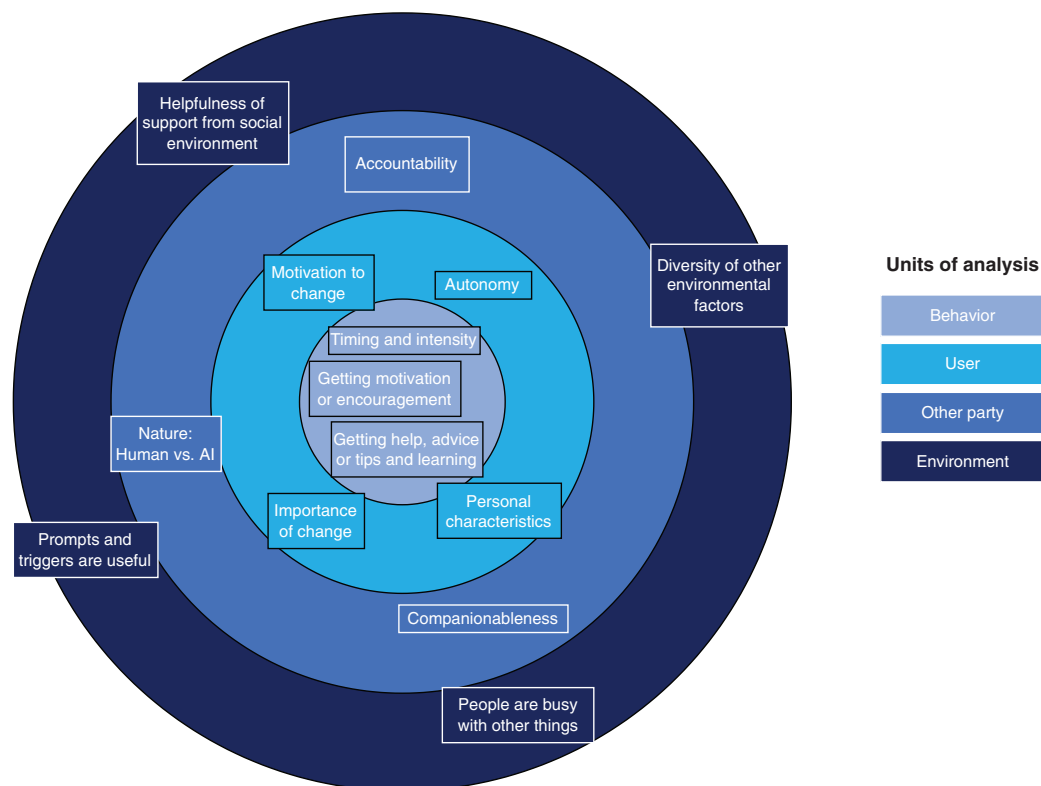 Helpfulness of
support from social
environment
Accountability
Motivation to
change
Autonomy
Diversity of other
environmental
factors
Timing and intensity
Getting motivation
or encouragement
Getting help, advice
or tips and learning
Nature:
Human vs. AI
Importance
of change
Personal
characteristics
Prompts and
triggers are useful
Companionableness
People are busy
with other things
Units of analysis
Behavior
User
Other party
Environment